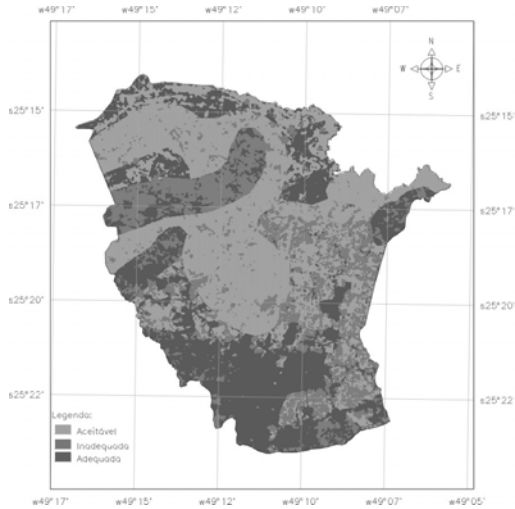 w49°17' w49°15' w49°12' w49°10' w49°07'
N
W E
S
s25°15' s25°15'
s25°17' s25°17'
s25°20' s25°20'
s25°22' s25°22'
Legenda:
Aceitável
Inadequada
Adequada
w49°17' w49°15' w49°12' w49°10' w49°07' w49°05'